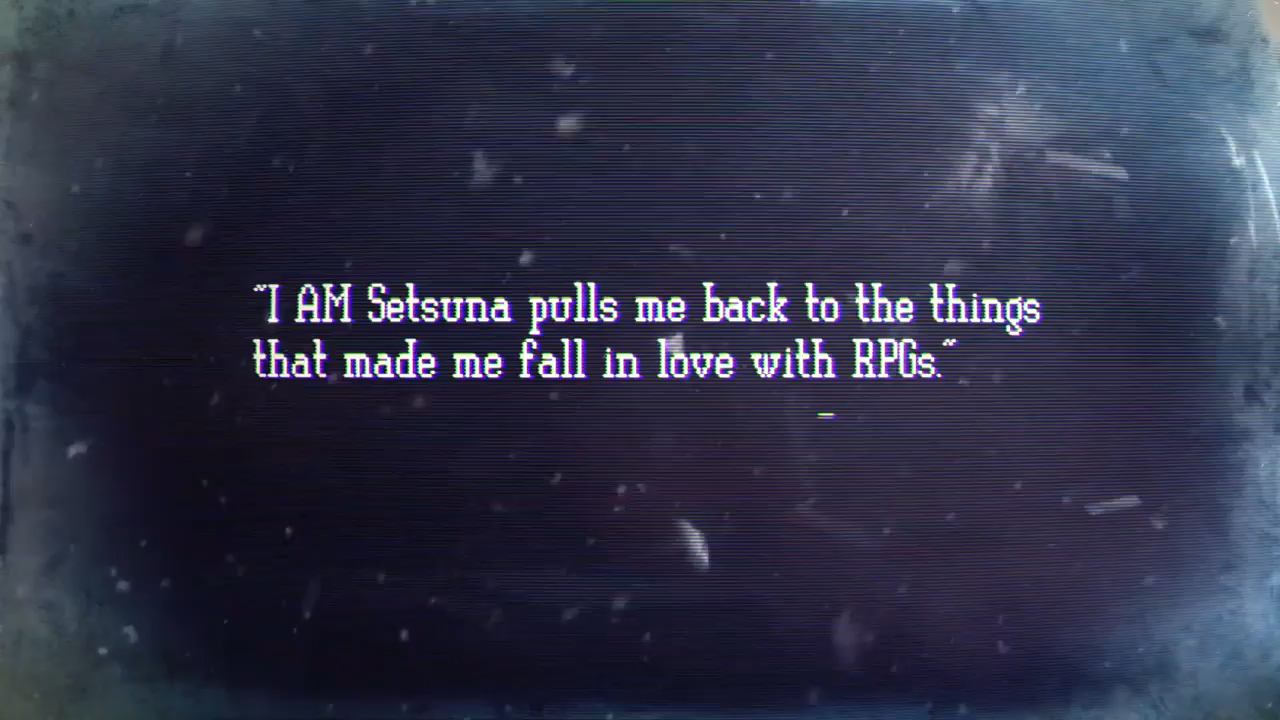 "I AM Setsuna pulls me back to the things
that made me fall in love with RPGs."
_